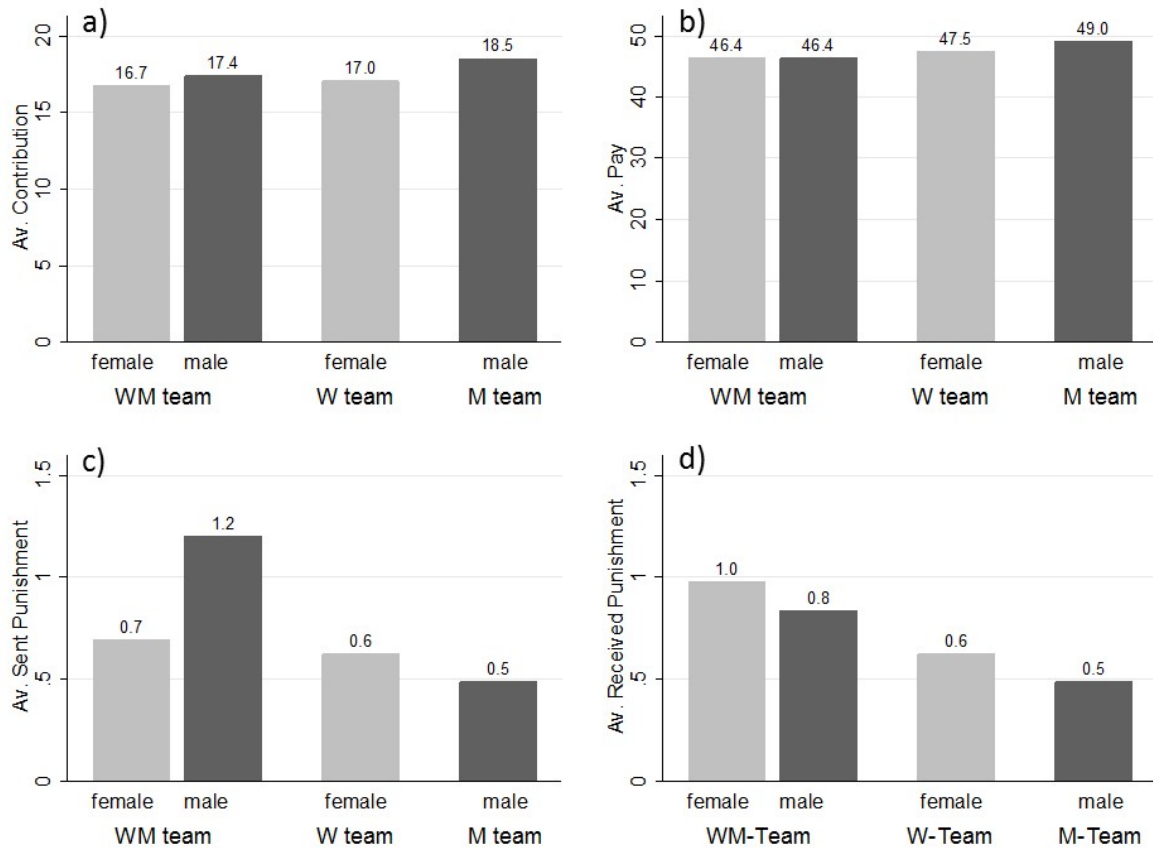 a)
Av. Contribution
0 5 10 15 20
16.7 17.4 17.0 18.5
female male female male
WM team W team M team
b)
Av. Pay
0 10 20 30 40 50
46.4 46.4 47.5 49.0
female male female male
WM team W team M team
c)
Av. Sent Punishment
0 .5 1 1.5
0.7 1.2 0.6 0.5
female male female male
WM team W team M team
d)
Av. Received Punishment
0 .5 1 1.5
1.0 0.8 0.6 0.5
female male female male
WM-Team W-Team M-Team